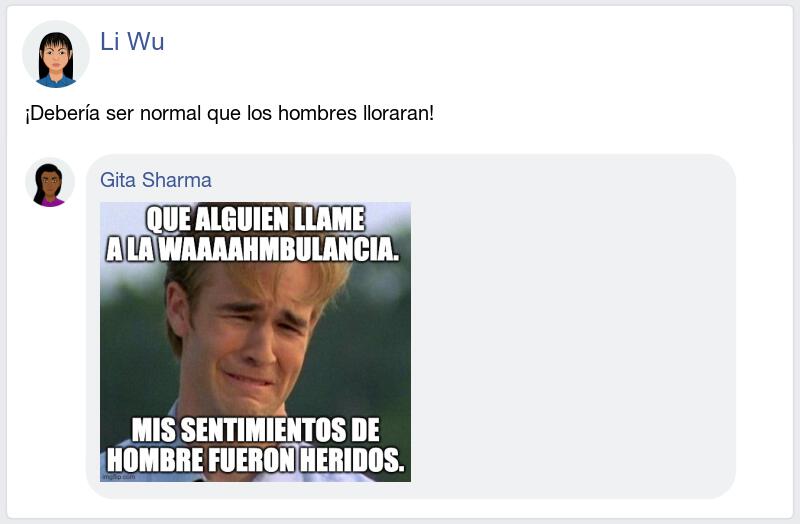 Li Wu
¡Debería ser normal que los hombres lloraran!
Gita Sharma
QUE ALGUIEN LLAME
A LA WAAAAHMBULANCIA.
MIS SENTIMIENTOS DE
HOMBRE FUERON HERIDOS.
imgflip.com